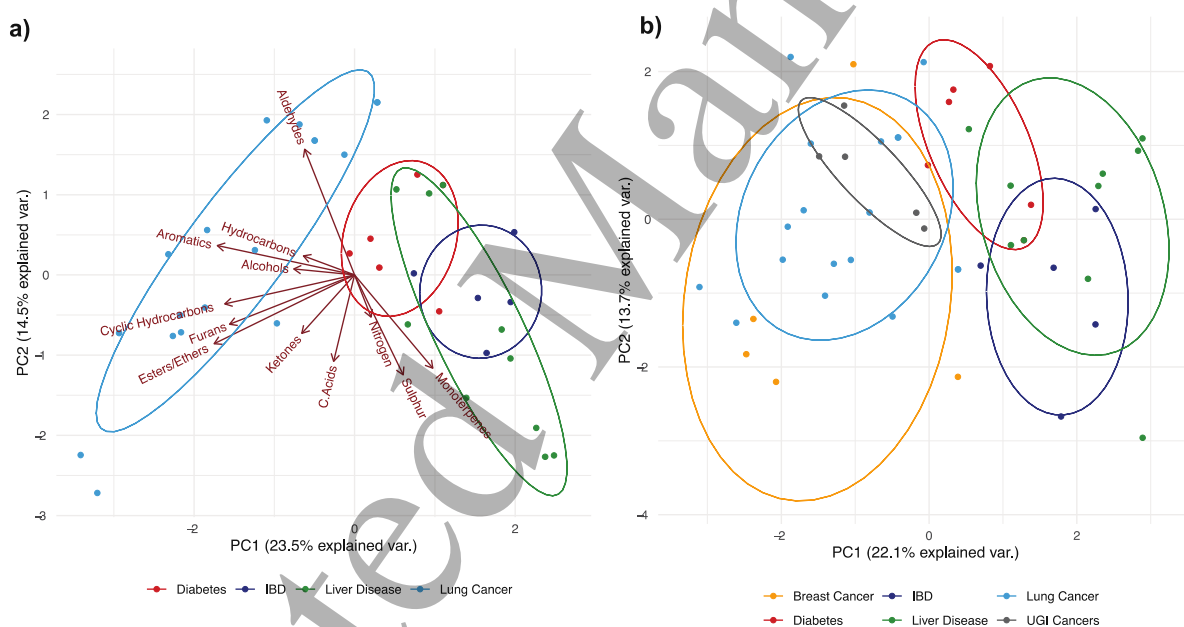 a)
b)
PC2 (14.5% explained var.)
2
1
0
–1
–2
–3
Aldehydes
Hydrocarbons
Aromatics
Alcohols
Cyclic Hydrocarbons
Furans
Esters/Ethers
Ketones
C.Acids
Nitrogen
Sulphur
Monoterpenes
–2
0
2
PC1 (23.5% explained var.)
Diabetes IBD Liver Disease Lung Cancer
PC2 (13.7% explained var.)
2
0
–2
–4
–2
0
2
PC1 (22.1% explained var.)
Breast Cancer IBD Lung Cancer
Diabetes Liver Disease UGI Cancers
ted Man